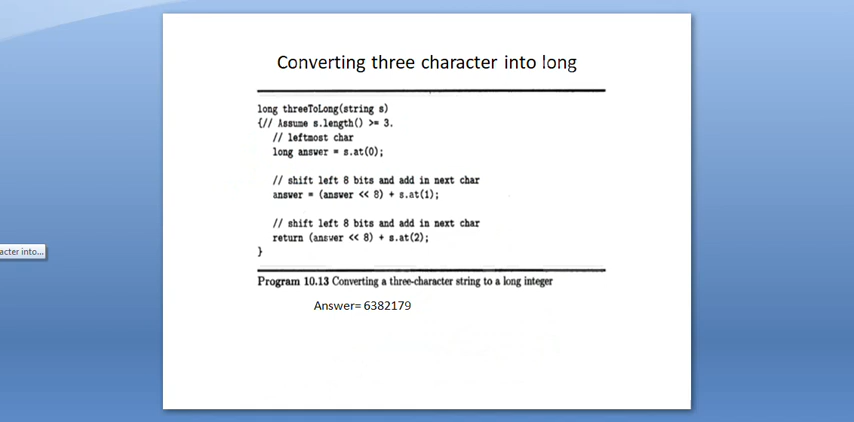 Converting three character into long
long threeToLong(string s)
{// Assume s.length() >= 3.
// leftmost char
long answer = s.at(0);
// shift left 8 bits and add in next char
answer = (answer << 8) + s.at(1);
// shift left 8 bits and add in next char
return (answer << 8) + s.at(2);
}
Program 10.13 Converting a three-character string to a long integer
Answer= 6382179
acter into...